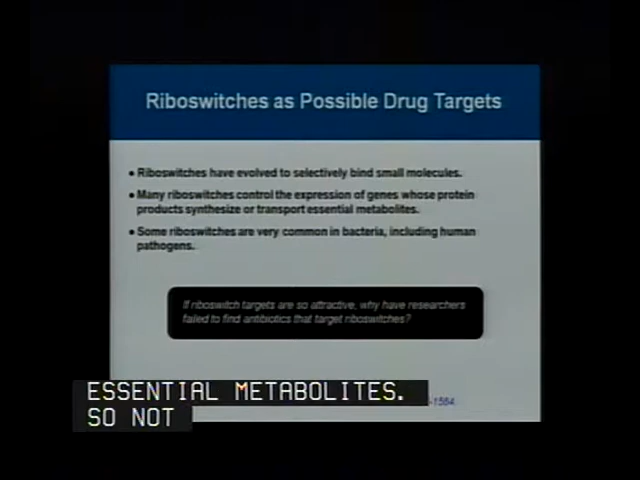 Riboswitches as Possible Drug Targets
• Riboswitches have evolved to selectively bind small molecules.
• Many riboswitches control the expression of genes whose protein
products synthesize or transport essential metabolites.
• Some riboswitches are very common in bacteria, including human
pathogens.
If riboswitch targets are so attractive, why have researchers
failed to find antibiotics that target riboswitches?
-1584.
ESSENTIAL METABOLITES.
SO NOT